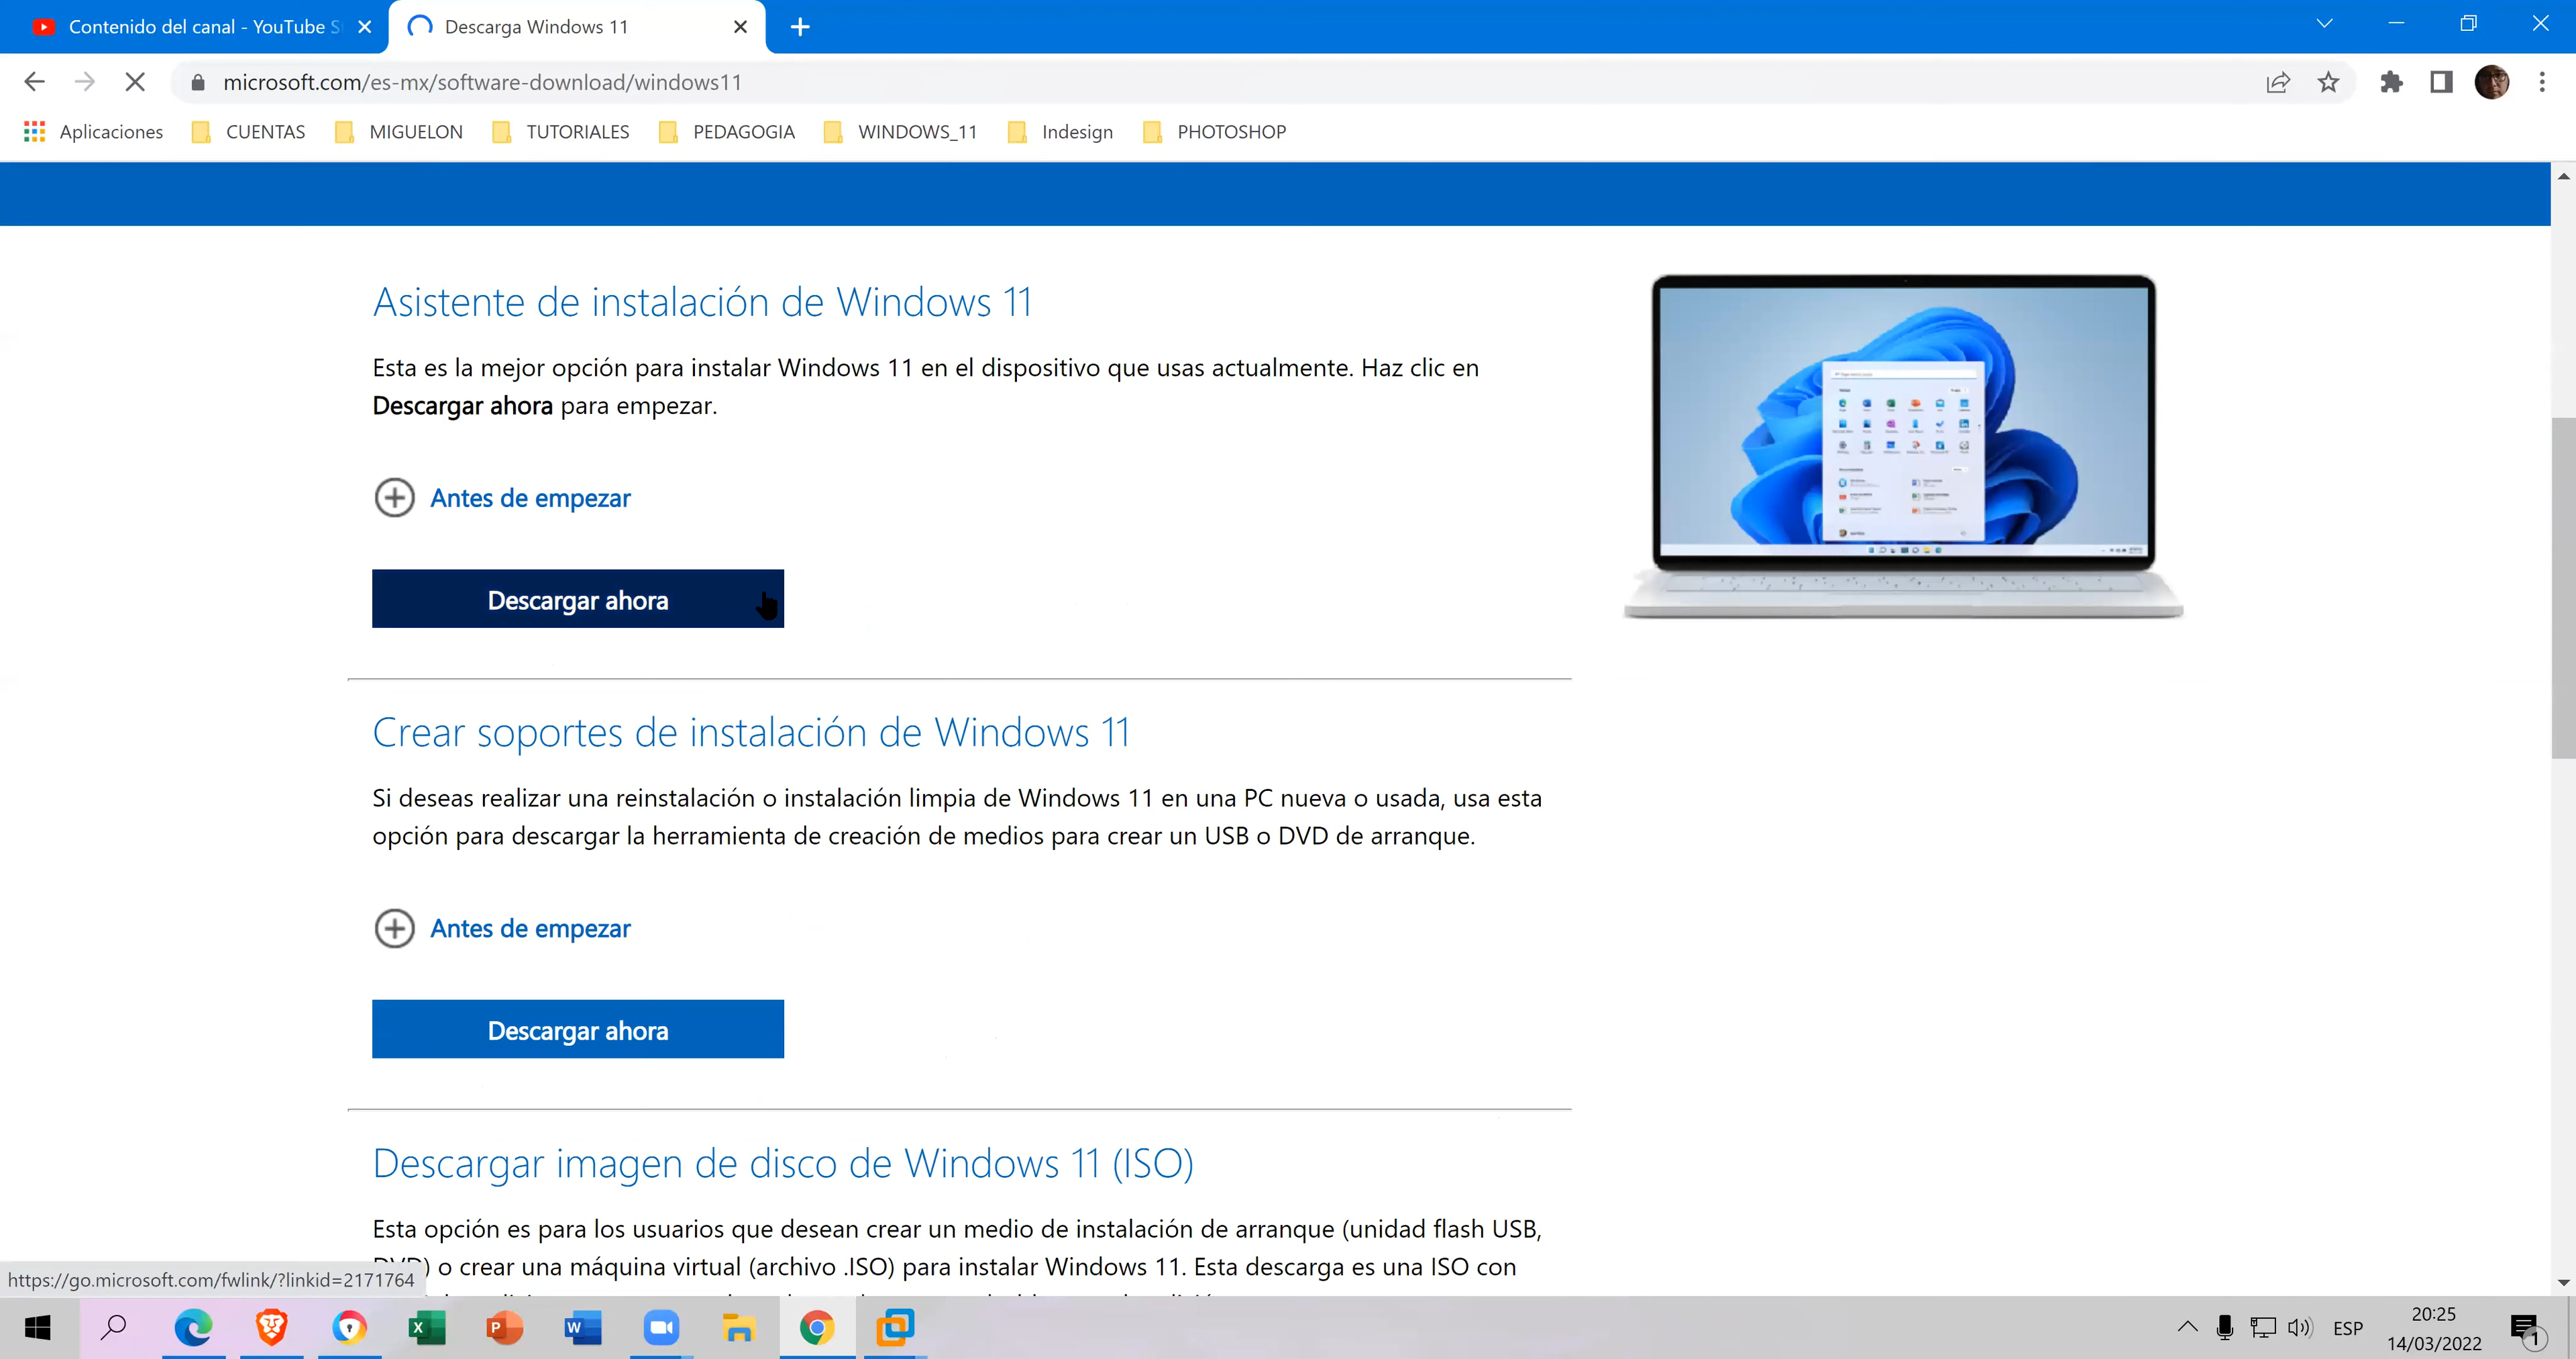 Contenido del canal - YouTube S
Descarga Windows 11
microsoft.com/es-mx/software-download/windows11
Aplicaciones CUENTAS MIGUELON TUTORIALES PEDAGOGIA WINDOWS_11 Indesign PHOTOSHOP
Asistente de instalación de Windows 11
Esta es la mejor opción para instalar Windows 11 en el dispositivo que usas actualmente. Haz clic en
Descargar ahora para empezar.
Antes de empezar
Descargar ahora
Crear soportes de instalación de Windows 11
Si deseas realizar una reinstalación o instalación limpia de Windows 11 en una PC nueva o usada, usa esta
opción para descargar la herramienta de creación de medios para crear un USB o DVD de arranque.
Antes de empezar
Descargar ahora
Descargar imagen de disco de Windows 11 (ISO)
Esta opción es para los usuarios que desean crear un medio de instalación de arranque (unidad flash USB,
DVD) o crear una máquina virtual (archivo .ISO) para instalar Windows 11. Esta descarga es una ISO con
https://go.microsoft.com/fwlink/?linkid=2171764
ESP
20:25
14/03/2022
1